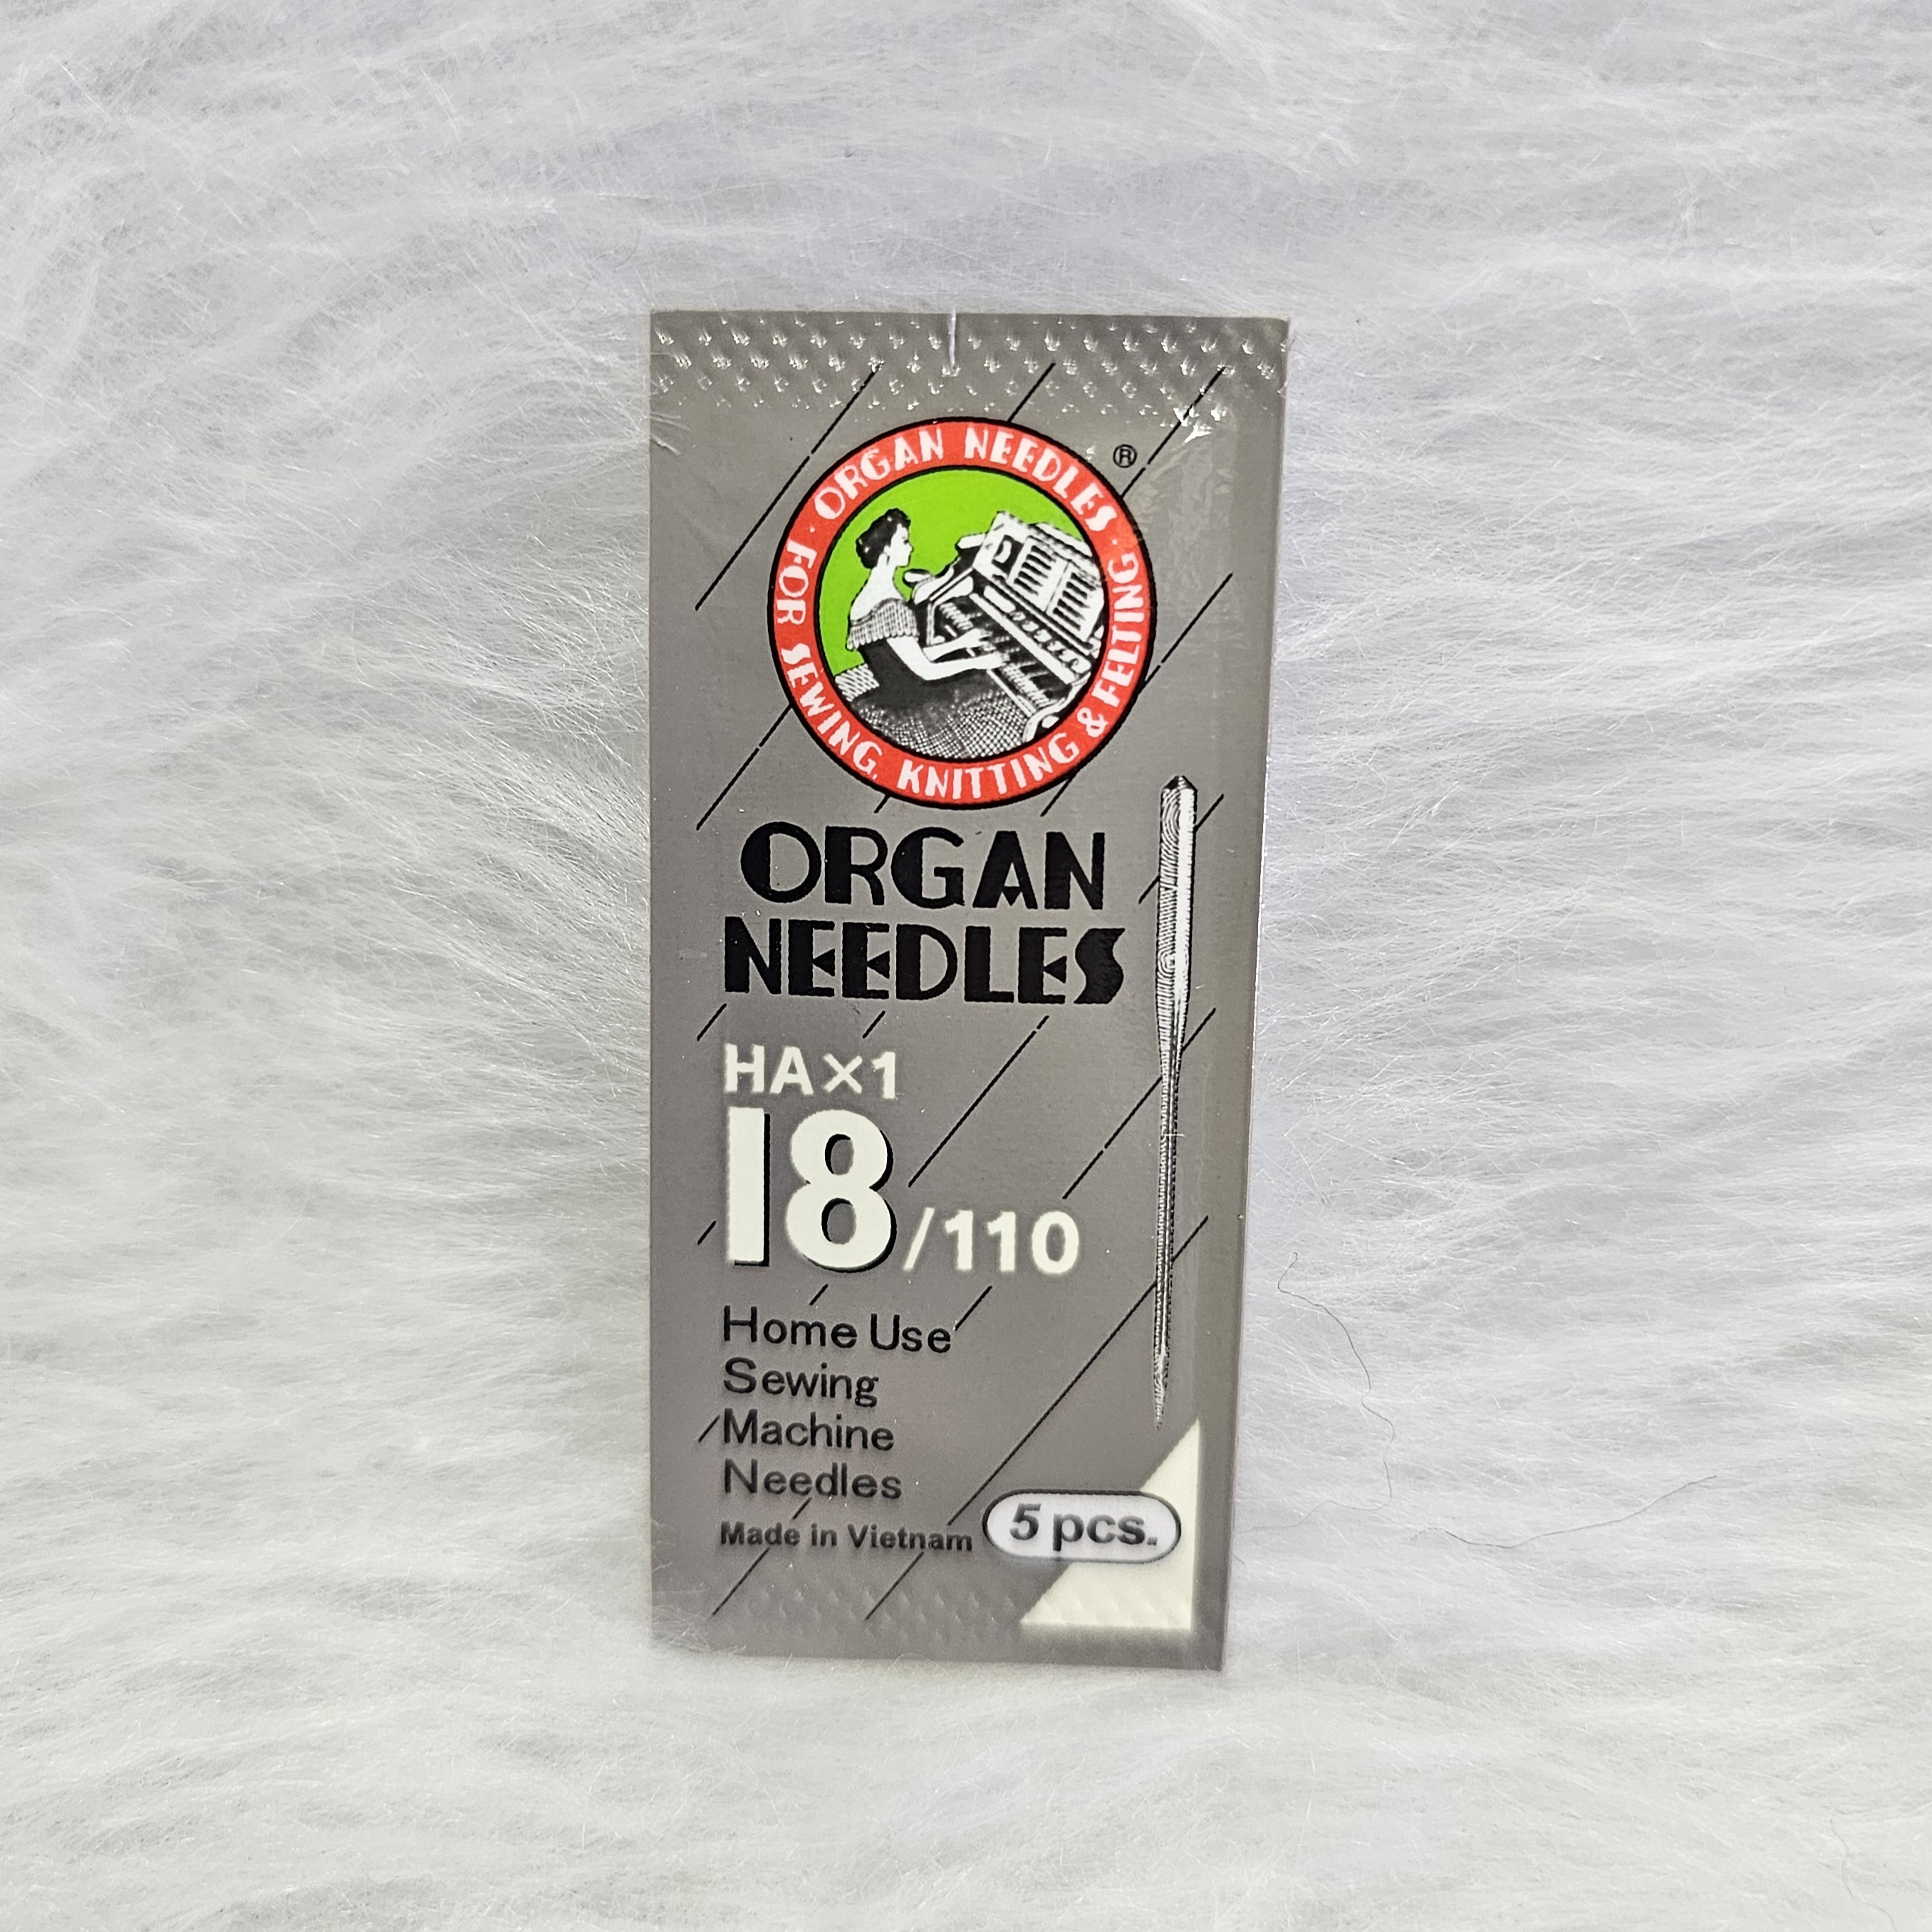 · ORGAN NEEDLES · FOR SEWING, KNITTING & FELTING
®
ORGAN
NEEDLES
HA×1
18/110
Home Use
Sewing
Machine
Needles
Made in Vietnam
5 pcs.